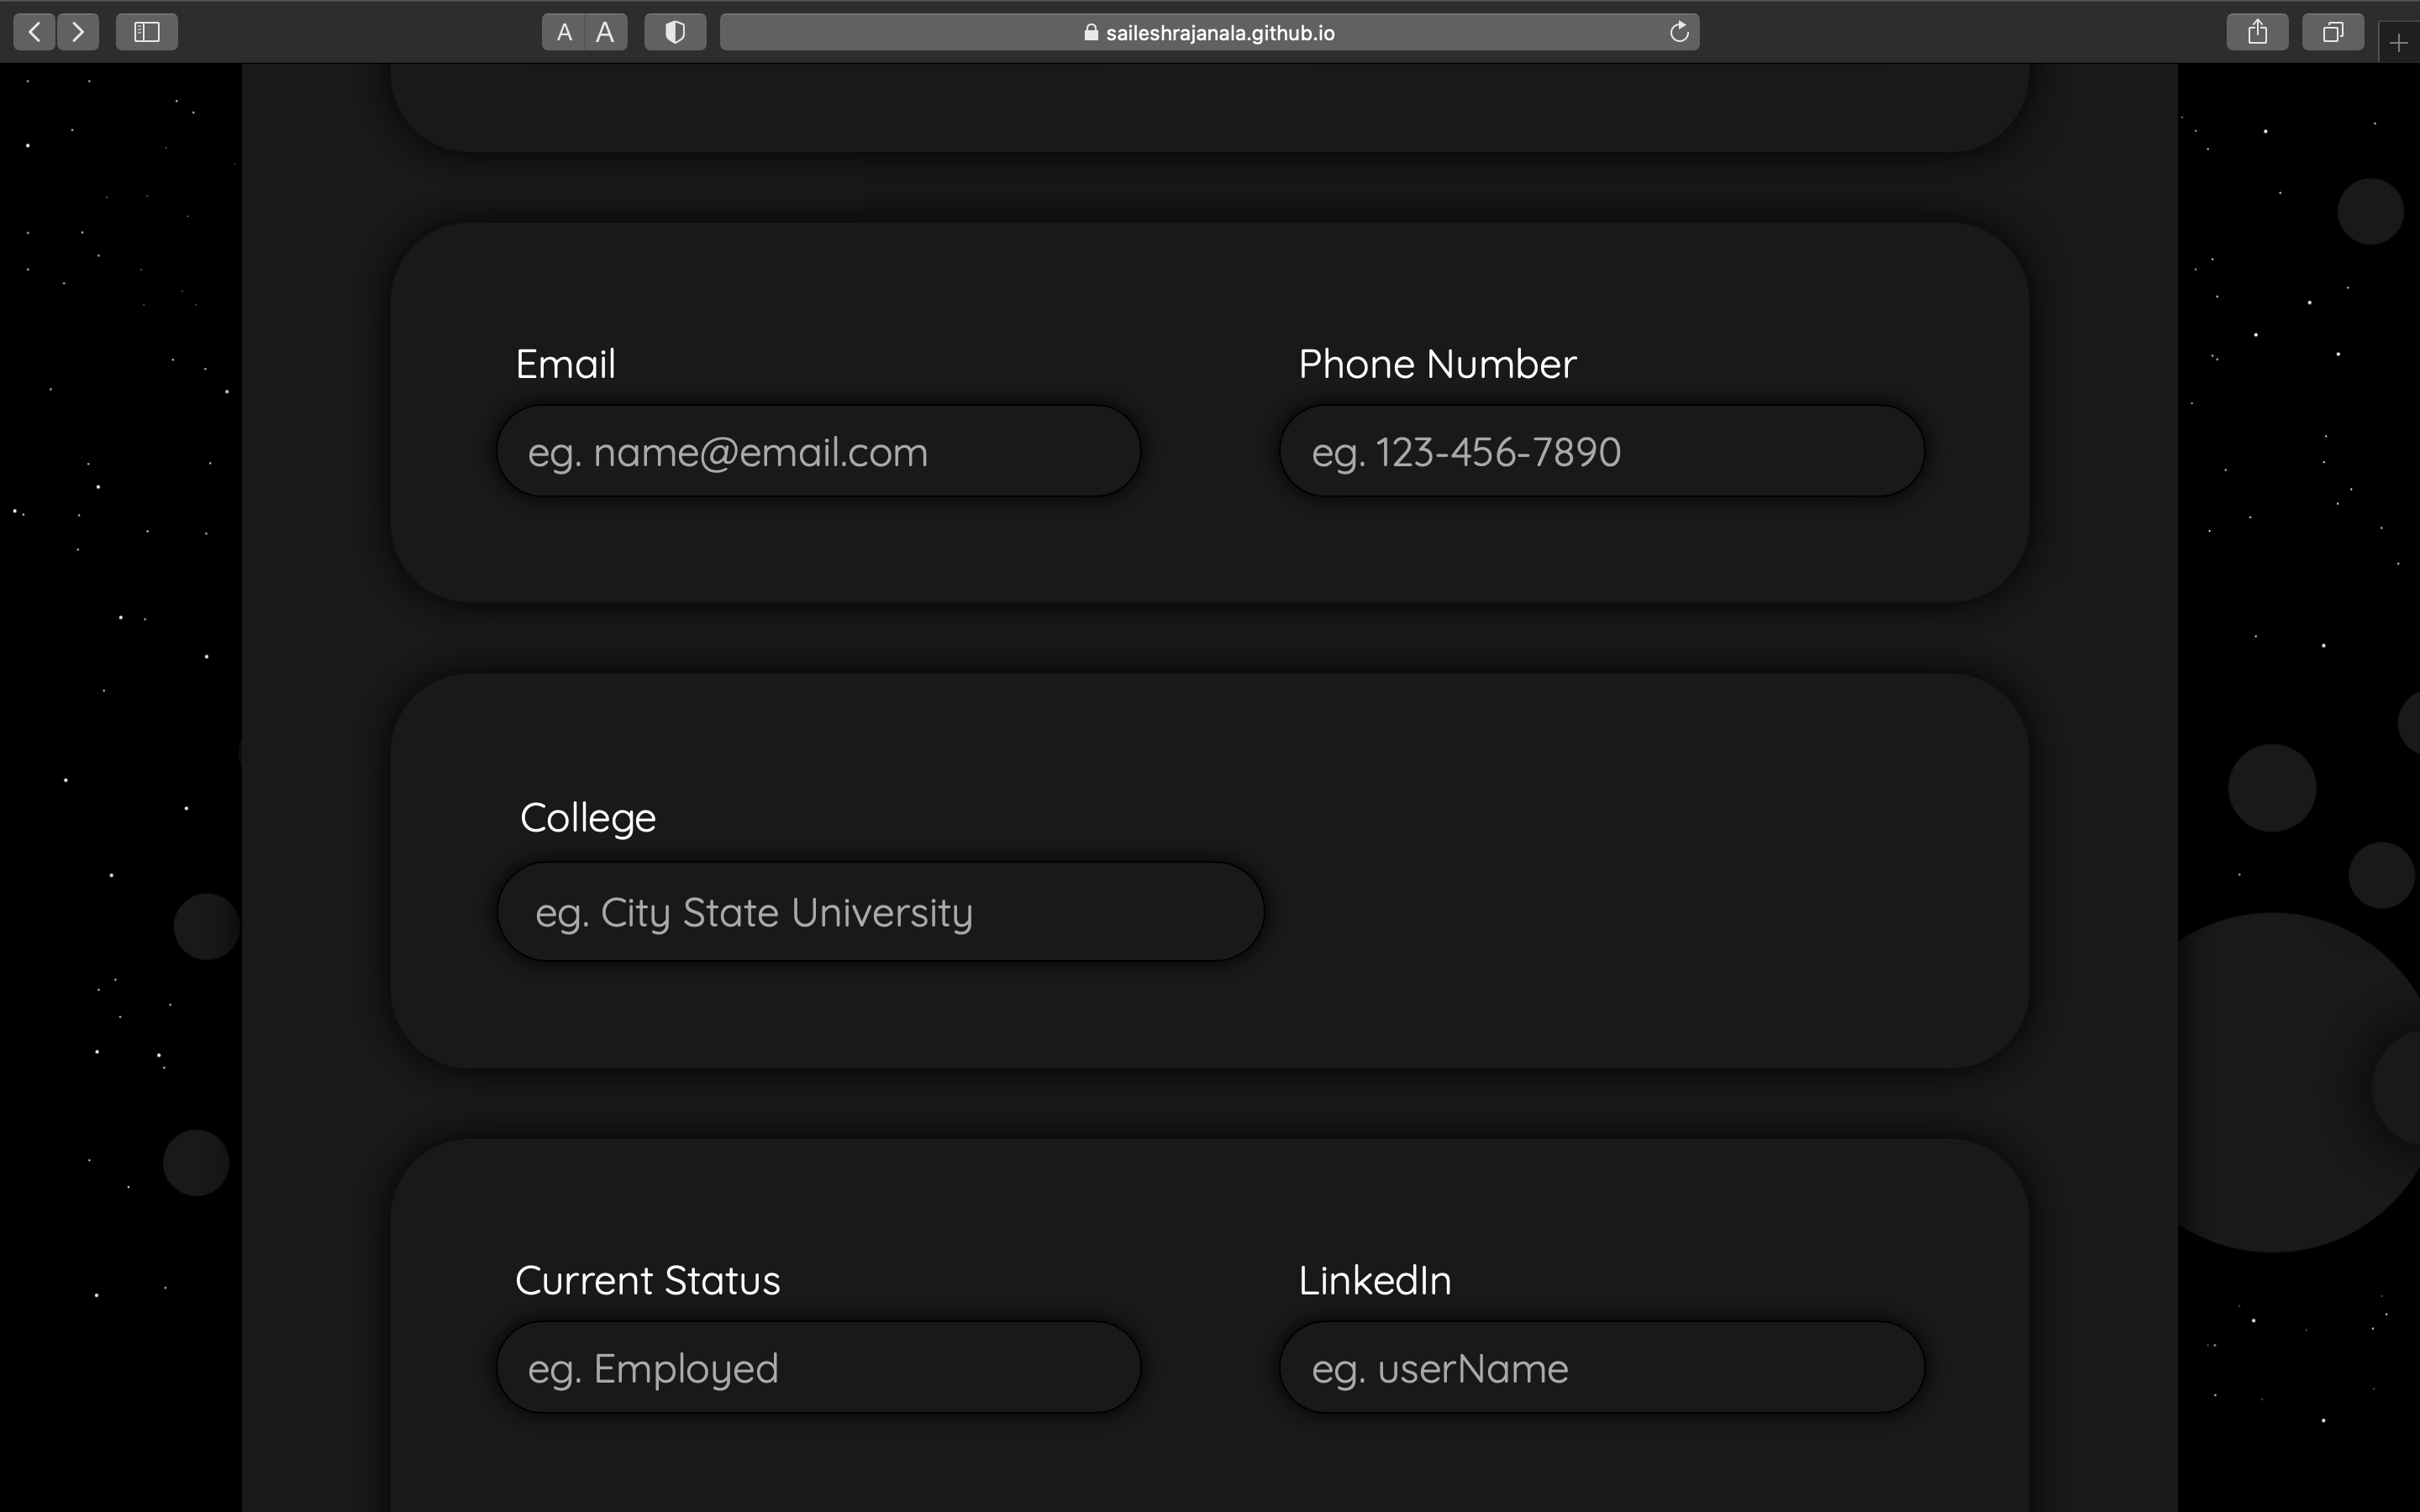 A A saileshrajanala.github.io
Email Phone Number
eg. name@email.com eg. 123-456-7890
College
eg. City State University
Current Status LinkedIn
eg. Employed eg. userName